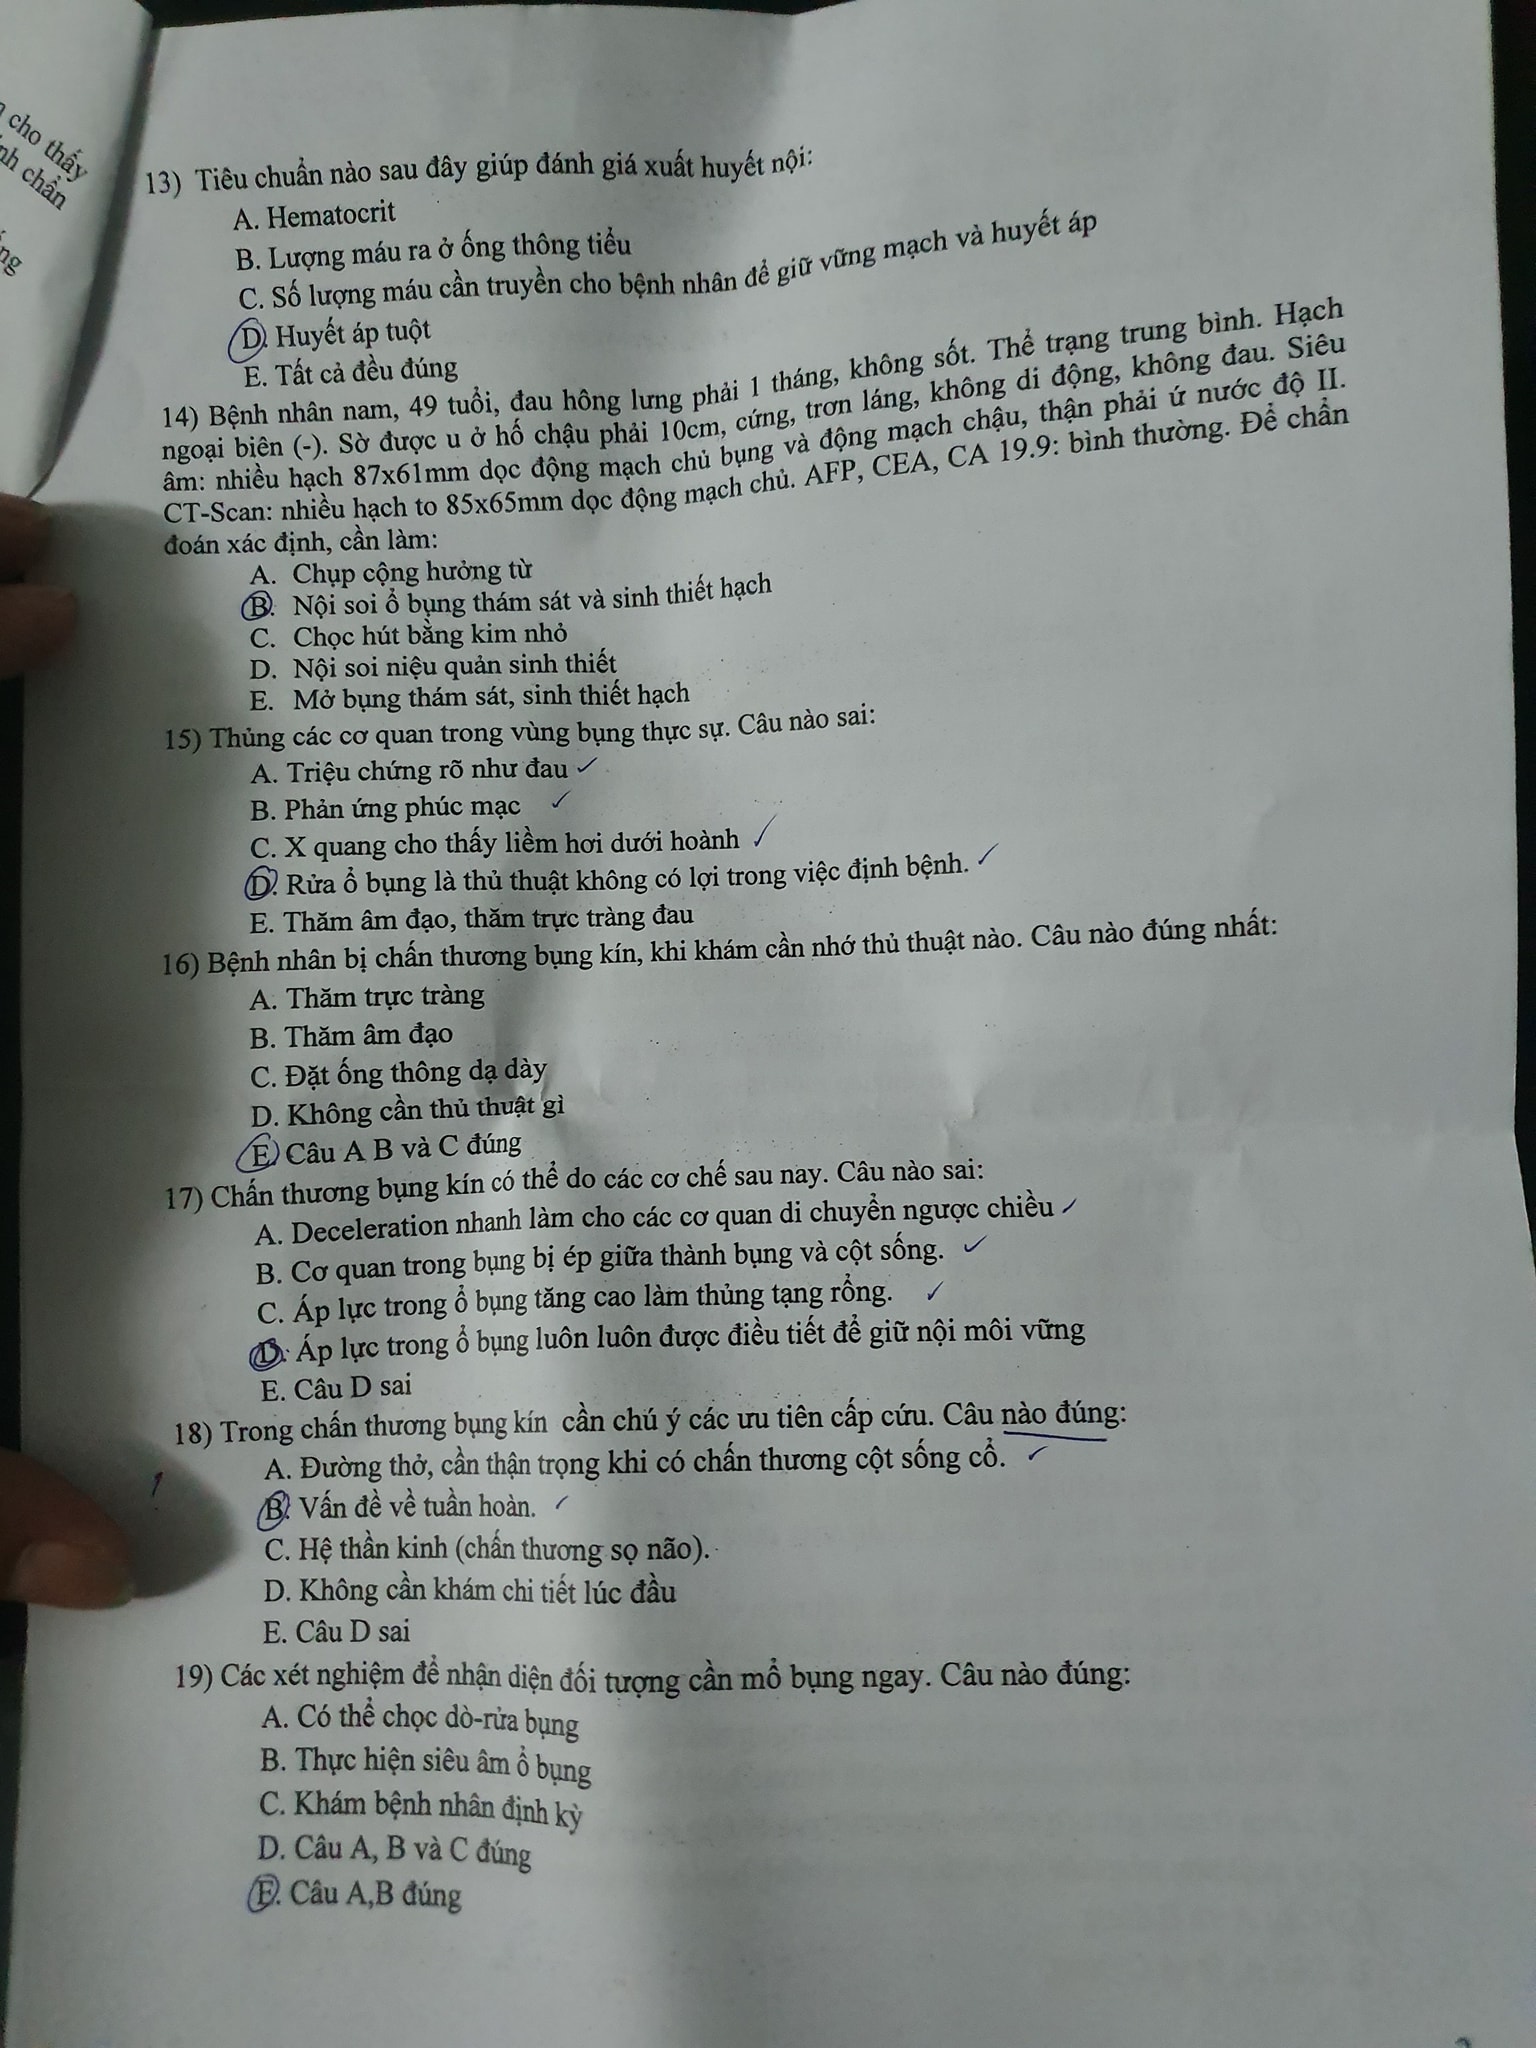 cho thấy
chẩn
13) Tiêu chuẩn nào sau đây giúp đánh giá xuất huyết nội:
A. Hematocrit
B. Lượng máu ra ở ống thông tiểu
C. Số lượng máu cần truyền cho bệnh nhân để giữ vững mạch và huyết áp
D. Huyết áp tuột
E. Tất cả đều đúng
14) Bệnh nhân nam, 49 tuổi, đau hông lưng phải 1 tháng, không sốt. Thể trạng trung bình. Hạch
ngoại biên (-). Sờ được u ở hố chậu phải 10cm, cứng, trơn láng, không di động, không đau. Siêu
âm: nhiều hạch 87x61mm dọc động mạch chủ bụng và động mạch chậu, thận phải ứ nước độ II.
CT-Scan: nhiều hạch to 85x65mm dọc động mạch chủ. AFP, CEA, CA 19.9: bình thường. Để chẩn
đoán xác định, cần làm:
A. Chụp cộng hưởng từ
B. Nội soi ổ bụng thám sát và sinh thiết hạch
C. Chọc hút bằng kim nhỏ
D. Nội soi niệu quản sinh thiết
E. Mở bụng thám sát, sinh thiết hạch
15) Thủng các cơ quan trong vùng bụng thực sự. Câu nào sai:
A. Triệu chứng rõ như đau
B. Phản ứng phúc mạc
C. X quang cho thấy liềm hơi dưới hoành
D. Rửa ổ bụng là thủ thuật không có lợi trong việc định bệnh.
E. Thăm âm đạo, thăm trực tràng đau
16) Bệnh nhân bị chấn thương bụng kín, khi khám cần nhớ thủ thuật nào. Câu nào đúng nhất:
A. Thăm trực tràng
B. Thăm âm đạo
C. Đặt ống thông dạ dày
D. Không cần thủ thuật gì
E. Câu A B và C đúng
17) Chấn thương bụng kín có thể do các cơ chế sau nay. Câu nào sai:
A. Deceleration nhanh làm cho các cơ quan di chuyển ngược chiều
B. Cơ quan trong bụng bị ép giữa thành bụng và cột sống.
C. Áp lực trong ổ bụng tăng cao làm thủng tạng rổng.
D. Áp lực trong ổ bụng luôn luôn được điều tiết để giữ nội môi vững
E. Câu D sai
18) Trong chấn thương bụng kín cần chú ý các ưu tiên cấp cứu. Câu nào đúng:
A. Đường thở, cần thận trọng khi có chấn thương cột sống cổ.
B. Vấn đề về tuần hoàn.
C. Hệ thần kinh (chấn thương sọ não).
D. Không cần khám chi tiết lúc đầu
E. Câu D sai
19) Các xét nghiệm để nhận diện đối tượng cần mổ bụng ngay. Câu nào đúng:
A. Có thể chọc dò-rửa bụng
B. Thực hiện siêu âm ổ bụng
C. Khám bệnh nhân định kỳ
D. Câu A, B và C đúng
E. Câu A,B đúng